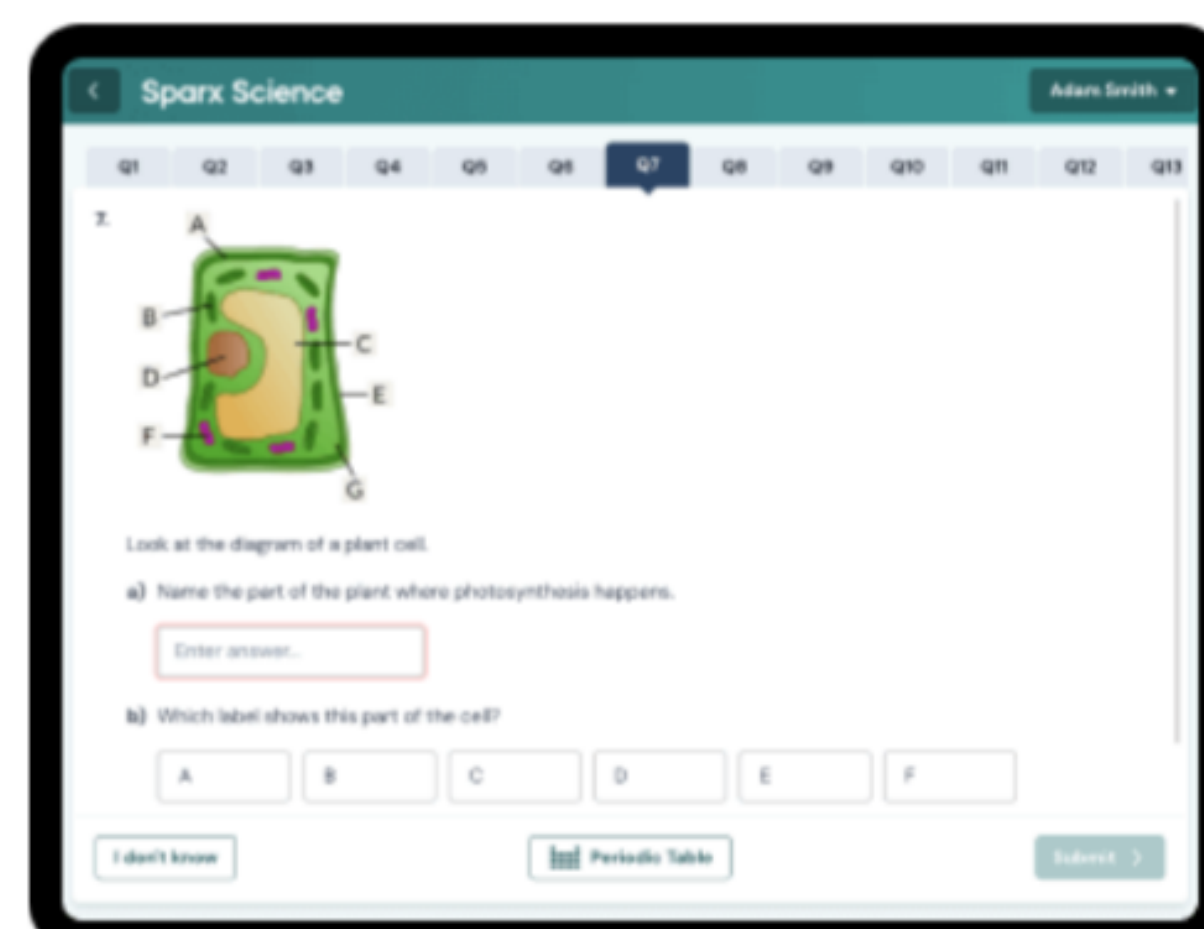 Sparx Science
Adam Smith
Q1 Q2 Q3 Q4 Q5 Q6 Q7 Q8 Q9 Q10 Q11 Q12 Q13
7.
A
B
C
D
E
F
G
Look at the diagram of a plant cell.
a) Name the part of the plant where photosynthesis happens.
Enter answer...
b) Which label shows this part of the cell?
A B C D E F
I don't know
Periodic Table
Submit